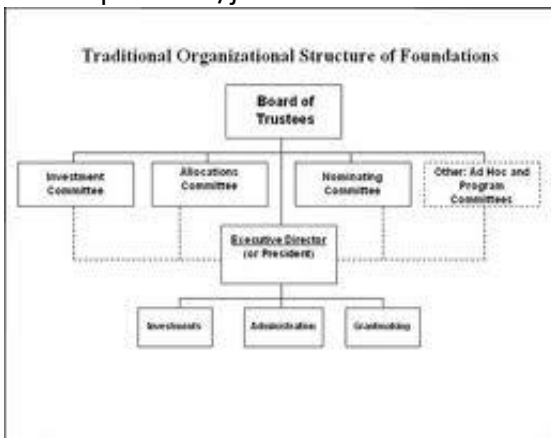 Traditional Organizational Structure of Foundations
Board of
Trustees
Investment
Committee
Allocations
Committee
Nominating
Committee
Other: Ad Hoc and
Program
Committees
Executive Director
(or President)
Investments
Administration
Grantmaking